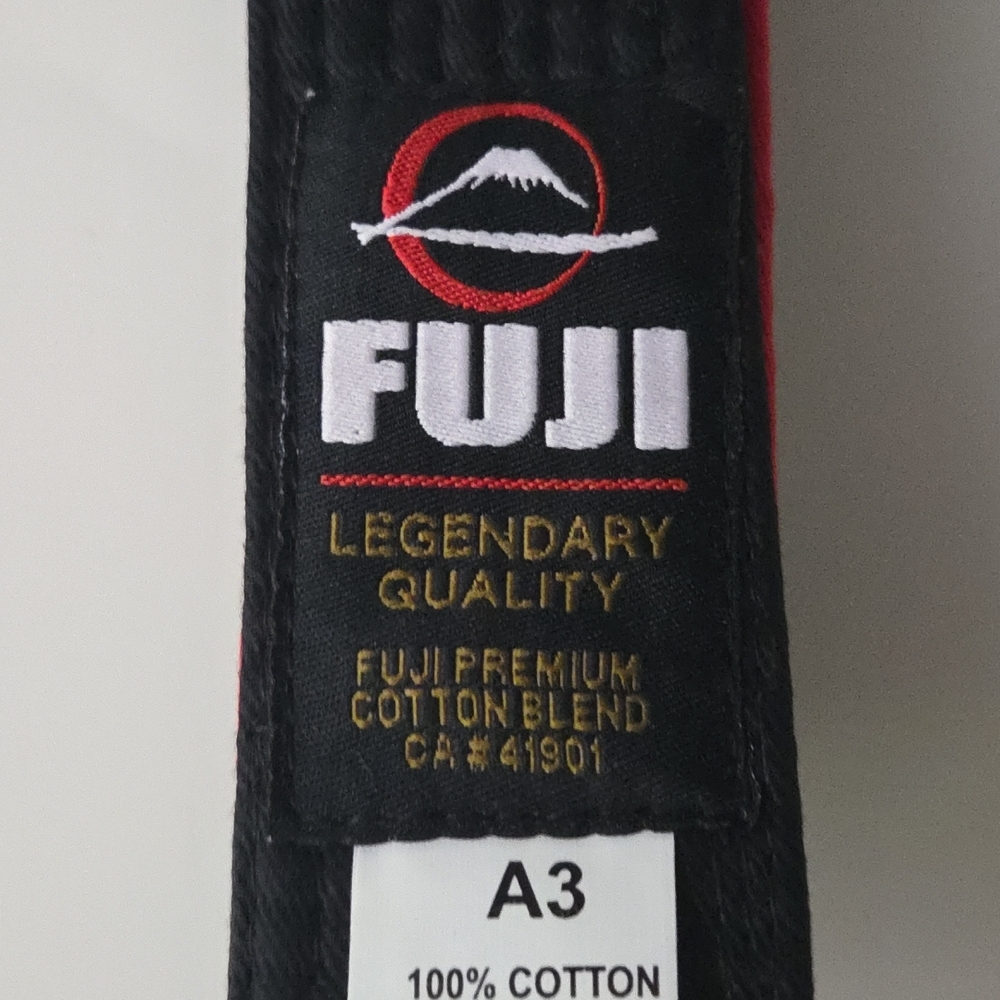 FUJI
LEGENDARY
QUALITY
FUJI PREMIUM
COTTON BLEND
CA # 41901
A3
100% COTTON